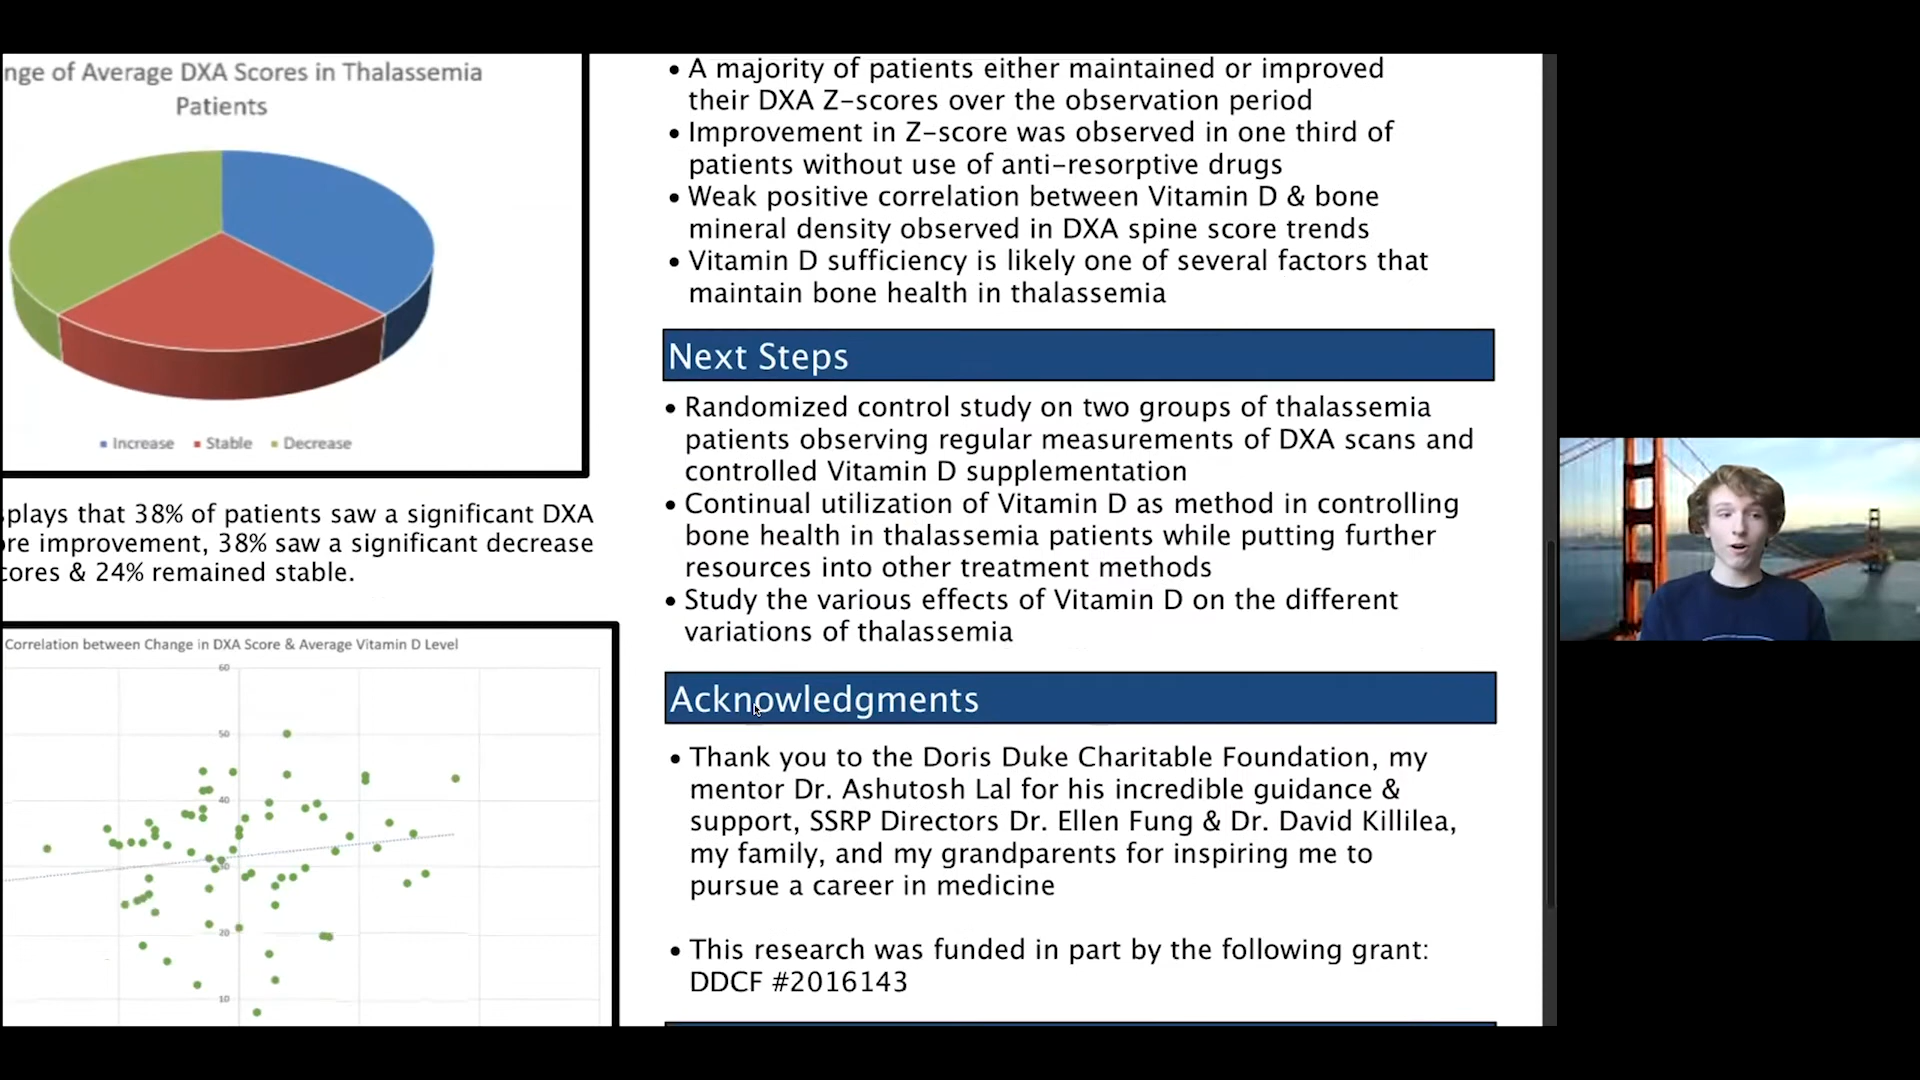 nge of Average DXA Scores in Thalassemia
Patients
Increase Stable Decrease
splays that 38% of patients saw a significant DXA
re improvement, 38% saw a significant decrease
cores & 24% remained stable.
Correlation between Change in DXA Score & Average Vitamin D Level
60
50
40
30
20
10
• A majority of patients either maintained or improved
their DXA Z-scores over the observation period
• Improvement in Z-score was observed in one third of
patients without use of anti-resorptive drugs
• Weak positive correlation between Vitamin D & bone
mineral density observed in DXA spine score trends
• Vitamin D sufficiency is likely one of several factors that
maintain bone health in thalassemia
Next Steps
• Randomized control study on two groups of thalassemia
patients observing regular measurements of DXA scans and
controlled Vitamin D supplementation
• Continual utilization of Vitamin D as method in controlling
bone health in thalassemia patients while putting further
resources into other treatment methods
• Study the various effects of Vitamin D on the different
variations of thalassemia
Acknowledgments
• Thank you to the Doris Duke Charitable Foundation, my
mentor Dr. Ashutosh Lal for his incredible guidance &
support, SSRP Directors Dr. Ellen Fung & Dr. David Killilea,
my family, and my grandparents for inspiring me to
pursue a career in medicine
• This research was funded in part by the following grant:
DDCF #2016143